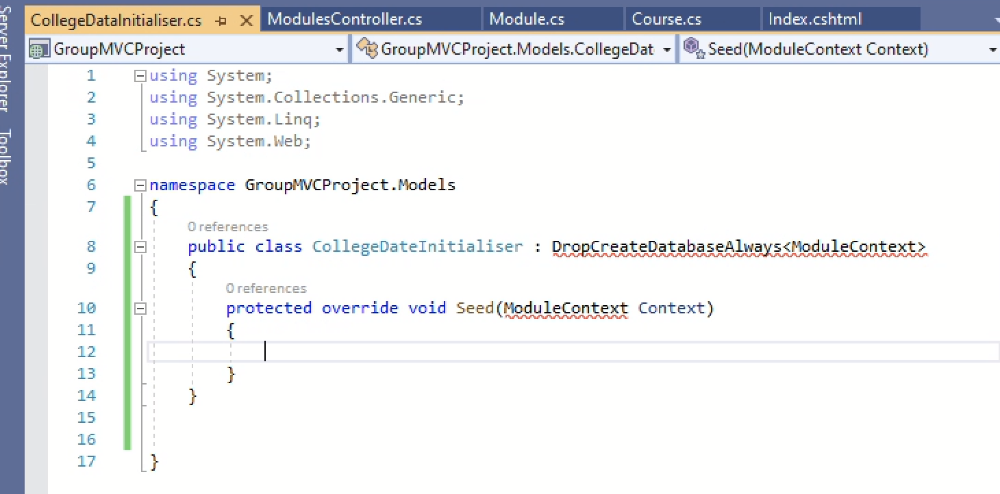 Server Explorer
Toolbox
CollegeDataInitialiser.cs
ModulesController.cs
Module.cs
Course.cs
Index.cshtml
GroupMVCProject
GroupMVCProject.Models.CollegeDat
Seed(ModuleContext Context)
1 using System;
2 using System.Collections.Generic;
3 using System.Linq;
4 using System.Web;
5
6 namespace GroupMVCProject.Models
7 {
0 references
8 public class CollegeDateInitialiser : DropCreateDatabaseAlways<ModuleContext>
9 {
0 references
10 protected override void Seed(ModuleContext Context)
11 {
12
13 }
14 }
15
16
17 }